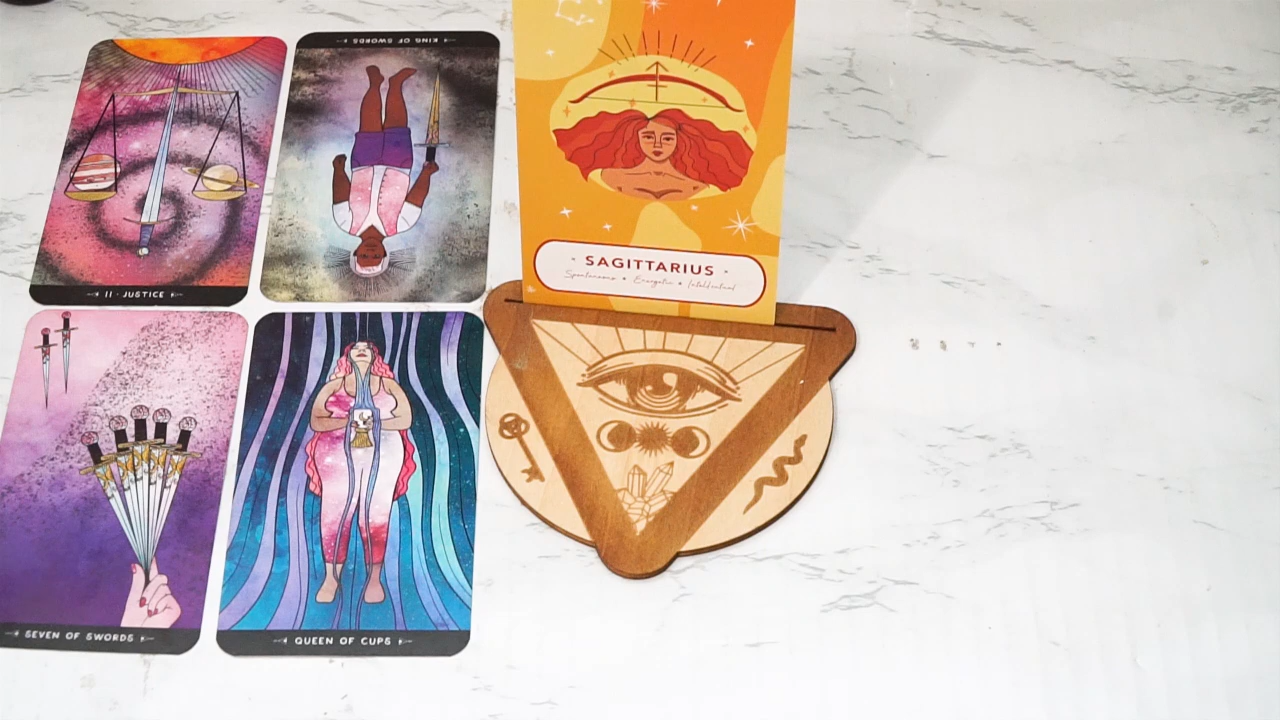 II · JUSTICE
KING OF SWORDS
SAGITTARIUS
Spontaneous • Energetic • Intellectual
SEVEN OF SWORDS
QUEEN OF CUPS